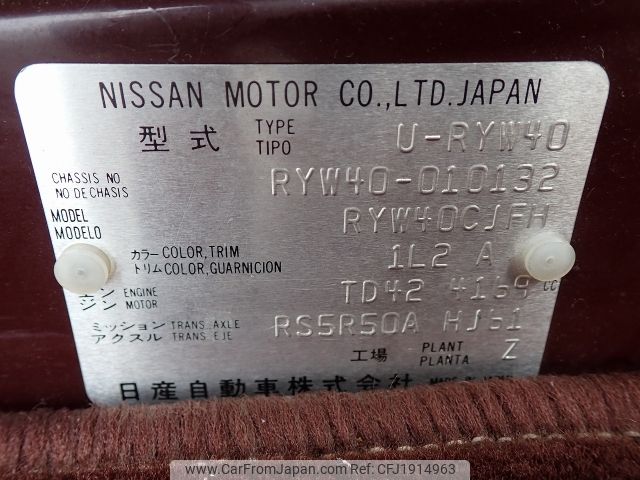 NISSAN MOTOR CO.,LTD.JAPAN
型式 TYPE TIPO U-RYW40
CHASSIS NO
NO DE CHASIS RYW40-010132
MODEL
MODELO RYW40CJFH
カラー COLOR,TRIM
トリム COLOR,GUARNICION 1L2 A
ン ENGINE
ジン MOTOR TD42 4169 CC
ミッション TRANS. AXLE
アクスル TRANS. EJE RS5R50A HJ51
工場 PLANT
PLANTA Z
日産自動車株式会社
www.CarFromJapan.com - ID:CFJ1914963